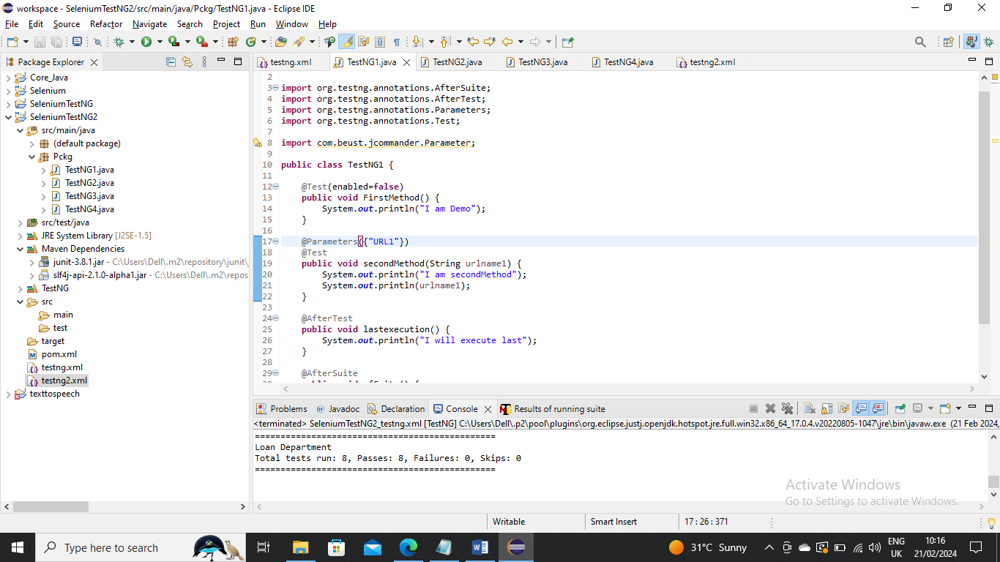 workspace - SeleniumTestNG2/src/main/java/Pckg/TestNG1.java - Eclipse IDE
File Edit Source Refactor Navigate Search Project Run Window Help
Package Explorer
Core_Java
Selenium
SeleniumTestNG
SeleniumTestNG2
src/main/java
(default package)
Pckg
TestNG1.java
TestNG2.java
TestNG3.java
TestNG4.java
src/test/java
JRE System Library [J2SE-1.5]
Maven Dependencies
junit-3.8.1.jar - C:\Users\Dell\.m2\repository\junit\
slf4j-api-2.1.0-alpha1.jar - C:\Users\Dell\.m2\repos
TestNG
src
main
test
target
pom.xml
testng.xml
testng2.xml
texttospeech
testng.xml TestNG1.java TestNG2.java TestNG3.java TestNG4.java testng2.xml
2
3 import org.testng.annotations.AfterSuite;
4 import org.testng.annotations.AfterTest;
5 import org.testng.annotations.Parameters;
6 import org.testng.annotations.Test;
7
8 import com.beust.jcommander.Parameter;
9
10 public class TestNG1 {
11
12 @Test(enabled=false)
13 public void FirstMethod() {
14 System.out.println("I am Demo");
15 }
16
17 @Parameters({"URL1"})
18 @Test
19 public void secondMethod(String urlname1) {
20 System.out.println("I am secondMethod");
21 System.out.println(urlname1);
22 }
23
24 @AfterTest
25 public void lastexecution() {
26 System.out.println("I will execute last");
27 }
28
29 @AfterSuite
Problems Javadoc Declaration Console Results of running suite
<terminated> SeleniumTestNG2_testng.xml [TestNG] C:\Users\Dell\.p2\pool\plugins\org.eclipse.justj.openjdk.hotspot.jre.full.win32.x86_64_17.0.4.v20220805-1047\jre\bin\javaw.exe (21 Feb 2024,
===============================================
Loan Department
Total tests run: 8, Passes: 8, Failures: 0, Skips: 0
===============================================
Activate Windows
Go to Settings to activate Windows.
Writable Smart Insert 17 : 26 : 371
Type here to search
31°C Sunny
ENG
UK
10:16
21/02/2024